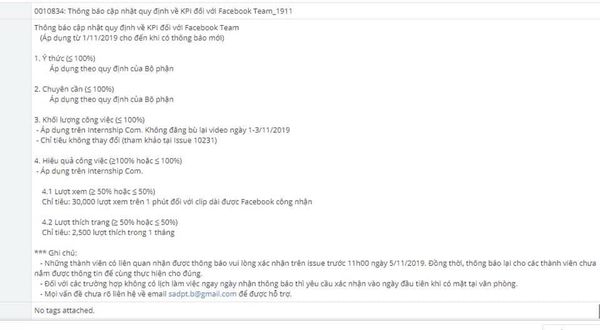 0010834: Thông báo cập nhật quy định về KPI đối với Facebook Team_1911
Thông báo cập nhật quy định về KPI đối với Facebook Team
(Áp dụng từ 1/11/2019 cho đến khi có thông báo mới)
1. Ý thức (≤ 100%)
Áp dụng theo quy định của Bộ phận
2. Chuyên cần (≤ 100%)
Áp dụng theo quy định của Bộ phận
3. Khối lượng công việc (≤ 100%)
- Áp dụng trên Internship Com. Không đăng bù lại video ngày 1-3/11/2019
- Chỉ tiêu không thay đổi (tham khảo tại Issue 10231)
4. Hiệu quả công việc (≥100% hoặc ≤ 100%)
- Áp dụng trên Internship Com.
4.1 Lượt xem (≥ 50% hoặc ≤ 50%)
Chỉ tiêu: 30,000 lượt xem trên 1 phút đối với clip dài được Facebook công nhận
4.2 Lượt thích trang (≥ 50% hoặc ≤ 50%)
Chỉ tiêu: 2,500 lượt thích trong 1 tháng
*** Ghi chú:
- Những thành viên có liên quan nhận được thông báo vui lòng xác nhận trên issue trước 11h00 ngày 5/11/2019. Đồng thời, thông báo lại cho các thành viên chưa
nắm được thông tin để cùng thực hiện cho đúng.
- Đối với các trường hợp không có lịch làm việc ngay ngày nhận thông báo thì yêu cầu xác nhận vào ngày đầu tiên khi có mặt tại văn phòng.
- Mọi vấn đề chưa rõ liên hệ về email sadpt.b@gmail.com để được hỗ trợ.
No tags attached.